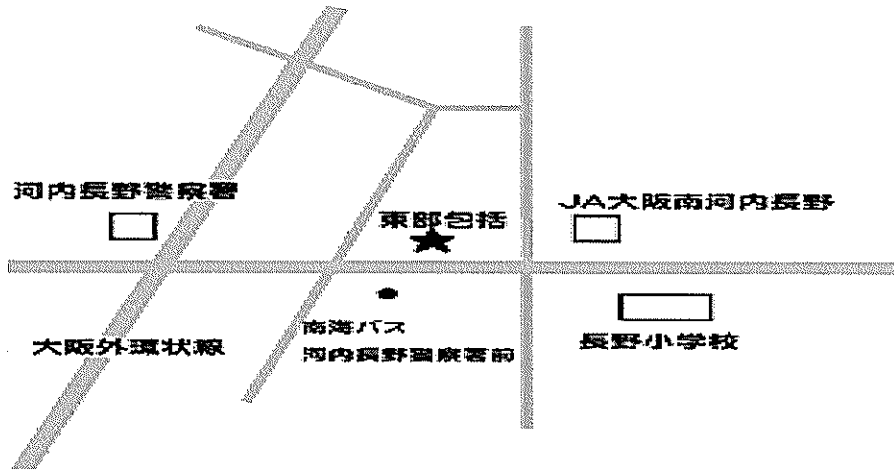 河内長野警察署
JA大阪南河内長野
東部包括
南海バス
河内長野警察署前
大阪外環状線
長野小学校